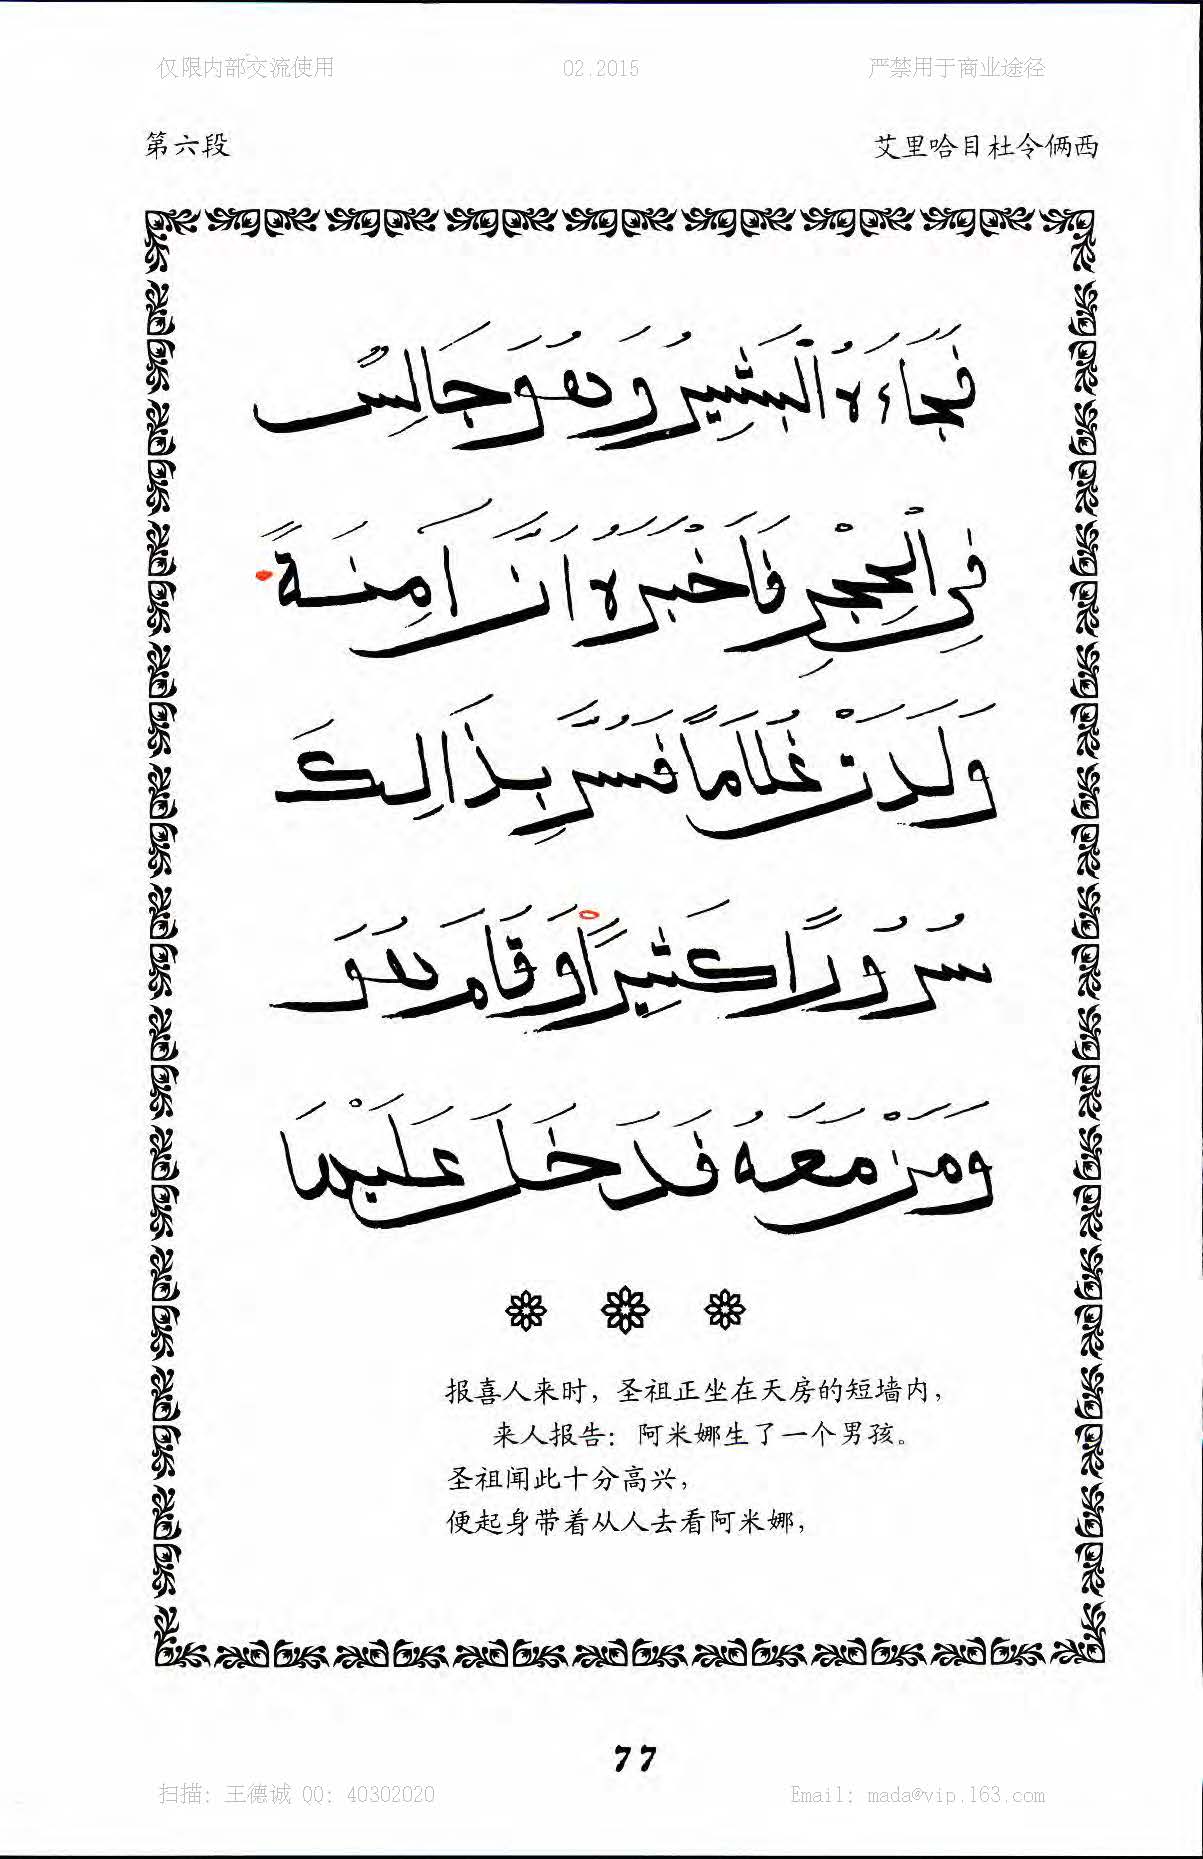 仅限内部交流使用 02.2015 严禁用于商业途径
第六段 艾里哈目杜令俩西
فَجَاءَهُ الْبَشِيرُ وَهُوَ جَالِسٌ
فِي الْحِجْرِ فَاَخْبَرَهُ اَنَّ اٰمِنَةً
وَلَدَتْ غُلَامًا فَسُرَّ بِذَالِكَ
سُرُورًا كَثِيرًا وَقَامَ هُوَ
وَمَنْ مَعَهُ فَدَخَلَ عَلَيْهَا
报喜人来时，圣祖正坐在天房的短墙内，
来人报告：阿米娜生了一个男孩。
圣祖闻此十分高兴，
便起身带着从人去看阿米娜，
77
扫描：王德诚 QQ: 40302020 Email: mada@vip.163.com